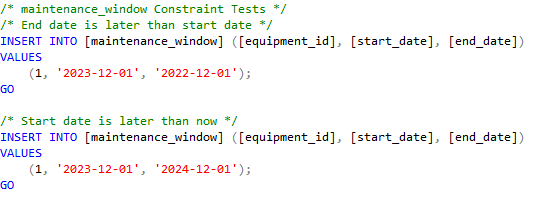 /* maintenance_window Constraint Tests */
/* End date is later than start date */
INSERT INTO [maintenance_window] ([equipment_id], [start_date], [end_date])
VALUES
    (1, '2023-12-01', '2022-12-01');
GO

/* Start date is later than now */
INSERT INTO [maintenance_window] ([equipment_id], [start_date], [end_date])
VALUES
    (1, '2023-12-01', '2024-12-01');
GO